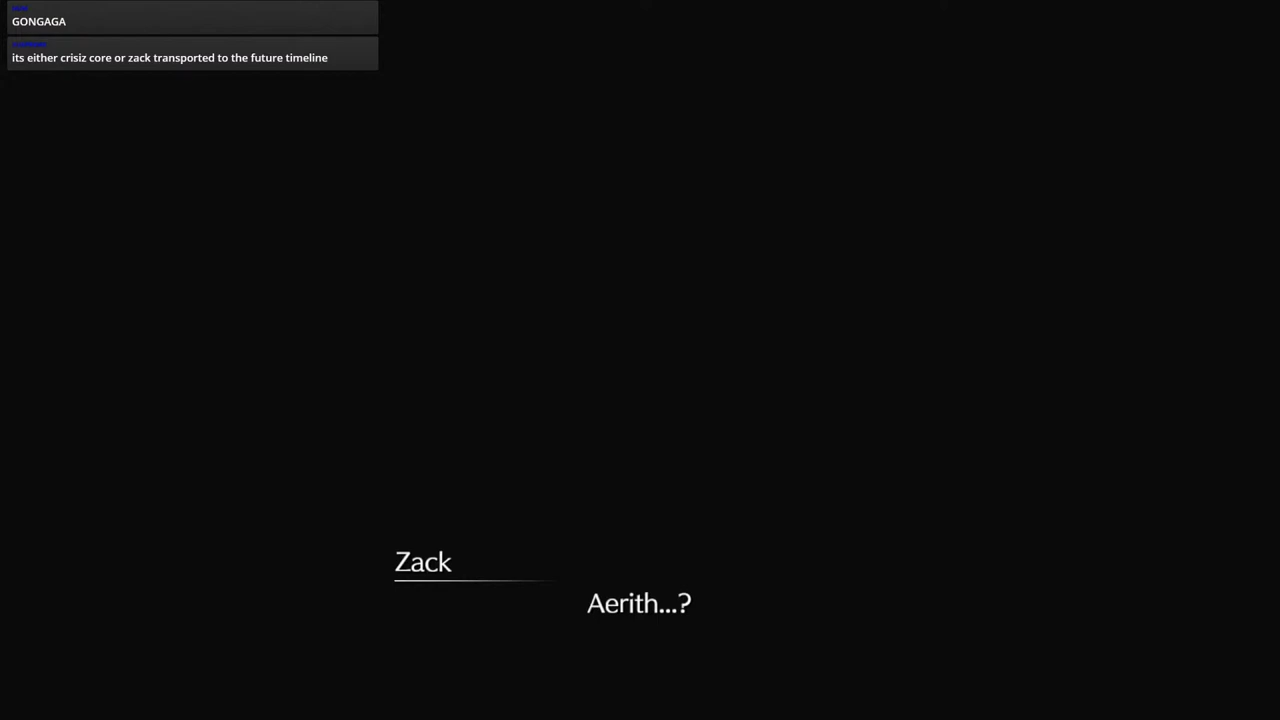 GONGAGA
its either crisiz core or zack transported to the future timeline
Zack
Aerith...?